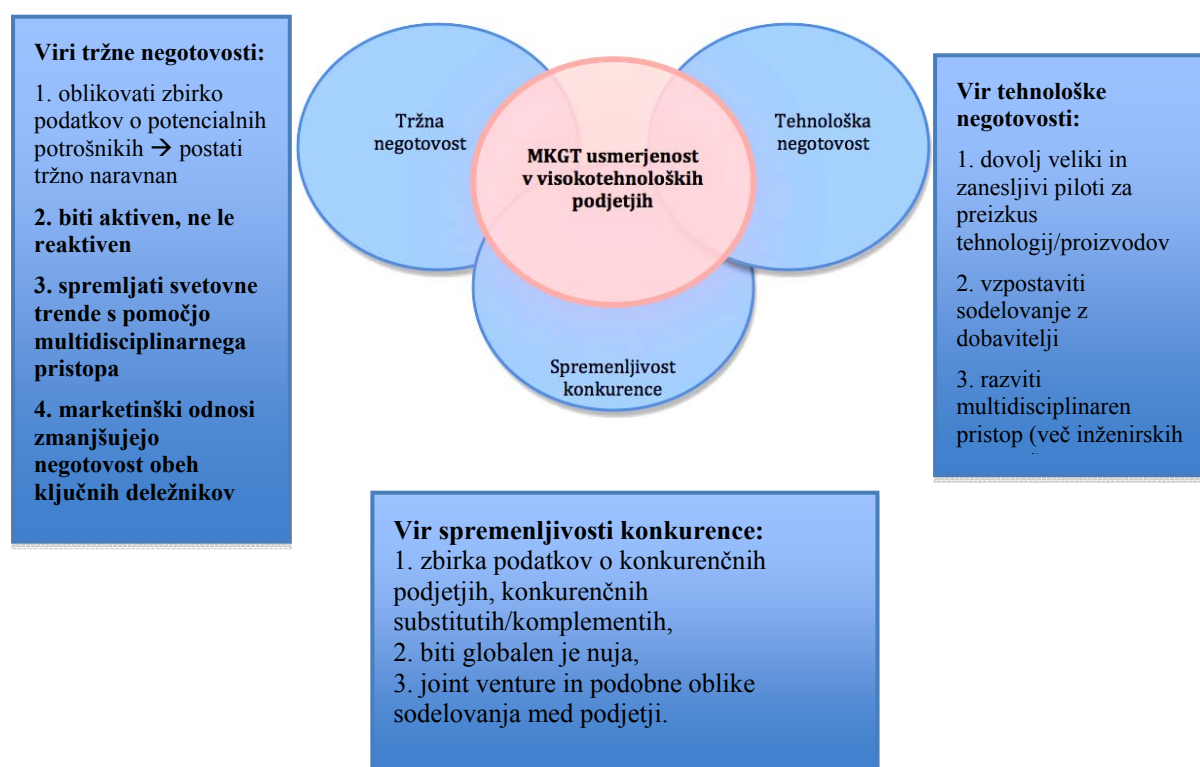 Viri tržne negotovosti:
1. oblikovati zbirko
podatkov o potencialnih
potrošnikih → postati
tržno naravnan
2. biti aktiven, ne le
reaktiven
3. spremljati svetovne
trende s pomočjo
multidisciplinarnega
pristopa
4. marketinški odnosi
zmanjšujejo
negotovost obeh
ključnih deležnikov
Tržna
negotovost
MKGT usmerjenost
v visokotehnoloških
podjetjih
Tehnološka
negotovost
Spremenljivost
konkurence
Vir tehnološke
negotovosti:
1. dovolj veliki in
zanesljivi piloti za
preizkus
tehnologij/proizvodov
2. vzpostaviti
sodelovanje z
dobavitelji
3. razviti
multidisciplinaren
pristop (več inženirskih
Vir spremenljivosti konkurence:
1. zbirka podatkov o konkurenčnih
podjetjih, konkurenčnih
substitutih/komplementih,
2. biti globalen je nuja,
3. joint venture in podobne oblike
sodelovanja med podjetji.